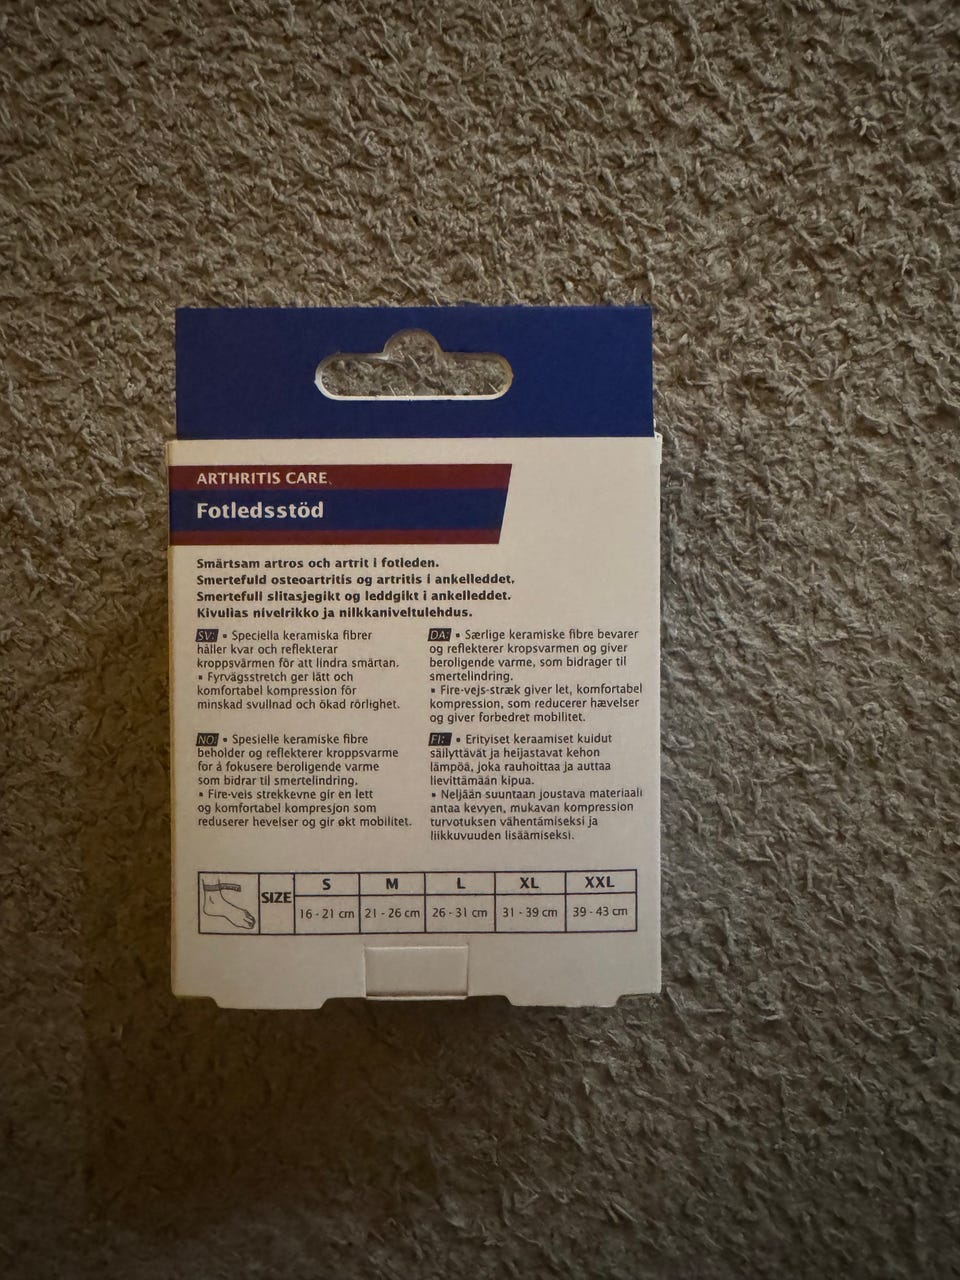 ARTHRITIS CARE
Fotledsstöd
Smärtsam artros och artrit i fotleden.
Smertefuld osteoartritis og artritis i ankelleddet.
Smertefull slitasjegikt og leddgikt i ankelleddet.
Kivulias nivelrikko ja nilkkaniveltulehdus.
SV: • Speciella keramiska fibrer
håller kvar och reflekterar
kroppsvärmen för att lindra smärtan.
• Fyrvägsstretch ger lätt och
komfortabel kompression för
minskad svullnad och ökad rörlighet.
DA: • Særlige keramiske fibre bevarer
og reflekterer kropsvarmen og giver
beroligende varme, som bidrager til
smertelindring.
• Fire-vejs-stræk giver let, komfortabel
kompression, som reducerer hævelser
og giver forbedret mobilitet.
NO: • Spesielle keramiske fibre
beholder og reflekterer kroppsvarme
for å fokusere beroligende varme
som bidrar til smertelindring.
• Fire-veis strekkevne gir en lett
og komfortabel kompresjon som
reduserer hevelser og gir økt mobilitet.
FI: • Erityiset keraamiset kuidut
säilyttävät ja heijastavat kehon
lämpöä, joka rauhoittaa ja auttaa
lievittämään kipua.
• Neljään suuntaan joustava materiaali
antaa kevyen, mukavan kompression
turvotuksen vähentämiseksi ja
liikkuvuuden lisäämiseksi.
SIZE S M L XL XXL
16 - 21 cm 21 - 26 cm 26 - 31 cm 31 - 39 cm 39 - 43 cm